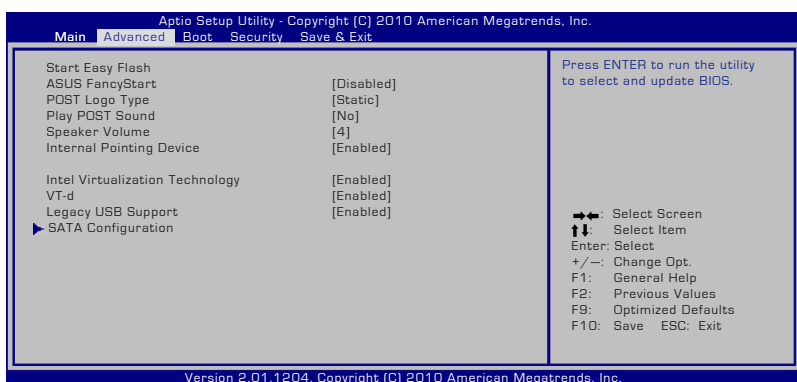 Aptio Setup Utility - Copyright (C) 2010 American Megatrends, Inc.
Main Advanced Boot Security Save & Exit
Start Easy Flash
ASUS FancyStart [Disabled]
POST Logo Type [Static]
Play POST Sound [No]
Speaker Volume [4]
Internal Pointing Device [Enabled]
Intel Virtualization Technology [Enabled]
VT-d [Enabled]
Legacy USB Support [Enabled]
SATA Configuration
Press ENTER to run the utility
to select and update BIOS.
→←: Select Screen
↑↓: Select Item
Enter: Select
+/—: Change Opt.
F1: General Help
F2: Previous Values
F9: Optimized Defaults
F10: Save ESC: Exit
Version 2.01.1204. Copyright (C) 2010 American Megatrends, Inc.